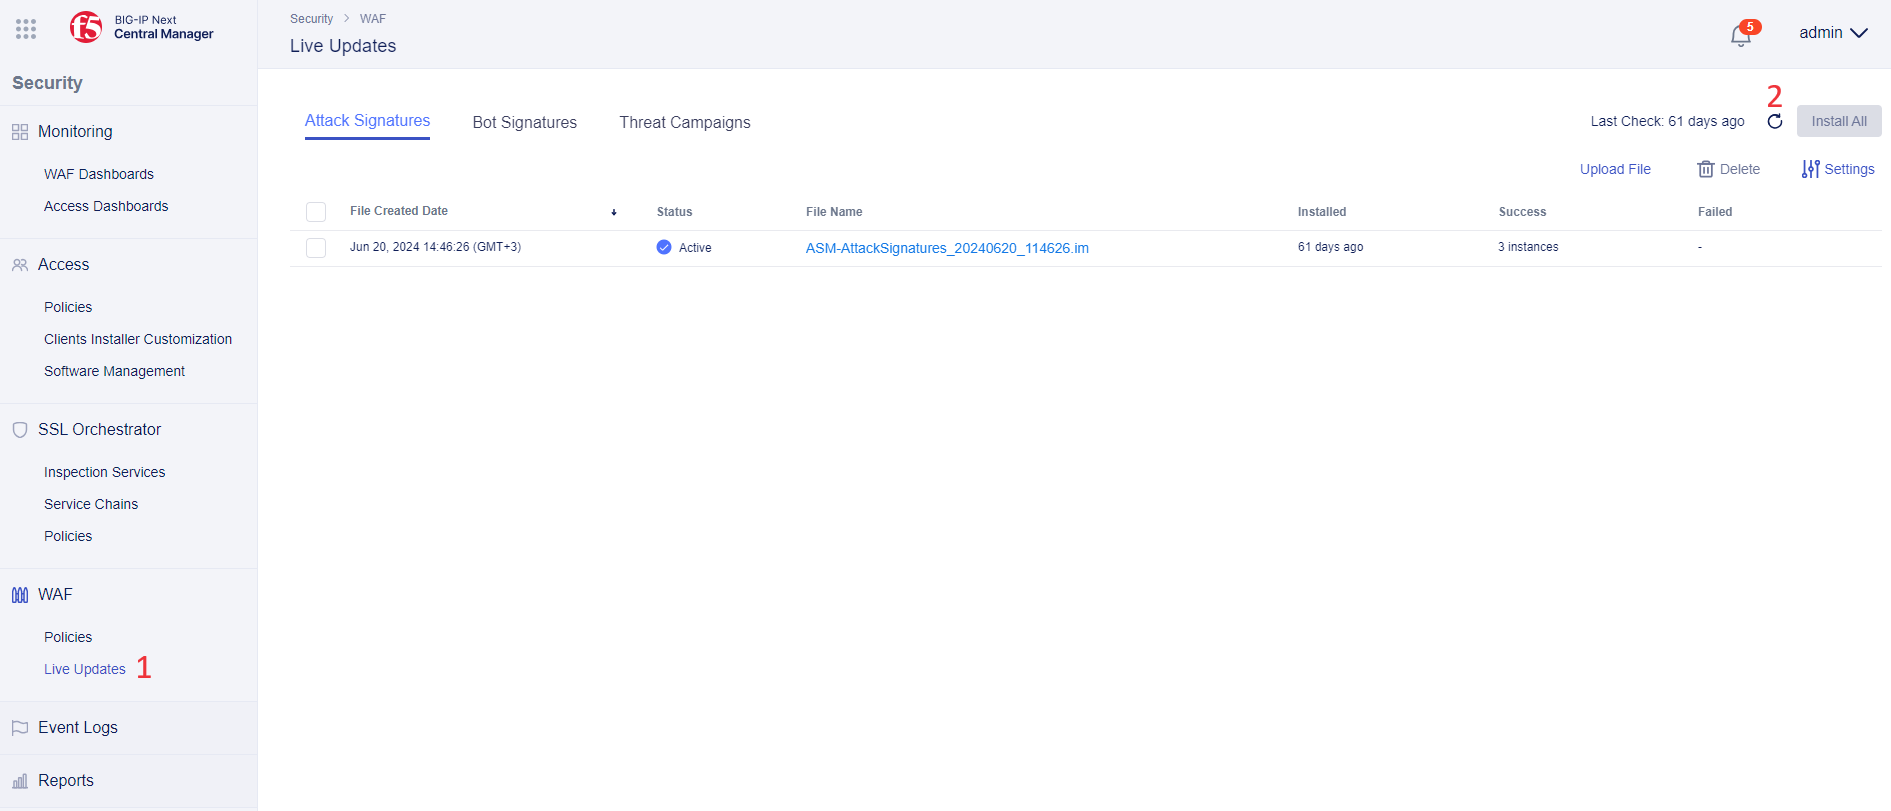 f5
BIG-IP Next
Central Manager
Security
Monitoring
WAF Dashboards
Access Dashboards
Access
Policies
Clients Installer Customization
Software Management
SSL Orchestrator
Inspection Services
Service Chains
Policies
WAF
Policies
Live Updates 1
Event Logs
Reports
Security > WAF
Live Updates
5
admin
Attack Signatures Bot Signatures Threat Campaigns
2
Last Check: 61 days ago Install All
Upload File Delete Settings
File Created Date Status File Name Installed Success Failed
Jun 20, 2024 14:46:26 (GMT+3) Active ASM-AttackSignatures_20240620_114626.im 61 days ago 3 instances -